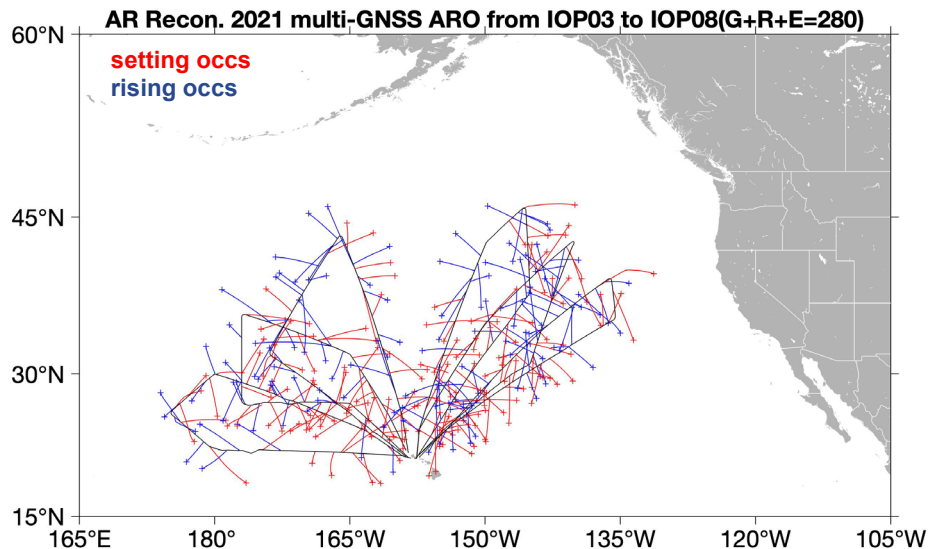 AR Recon. 2021 multi-GNSS ARO from IOP03 to IOP08(G+R+E=280)
60°N
setting occs
rising occs
45°N
30°N
15°N
165°E 180° 165°W 150°W 135°W 120°W 105°W